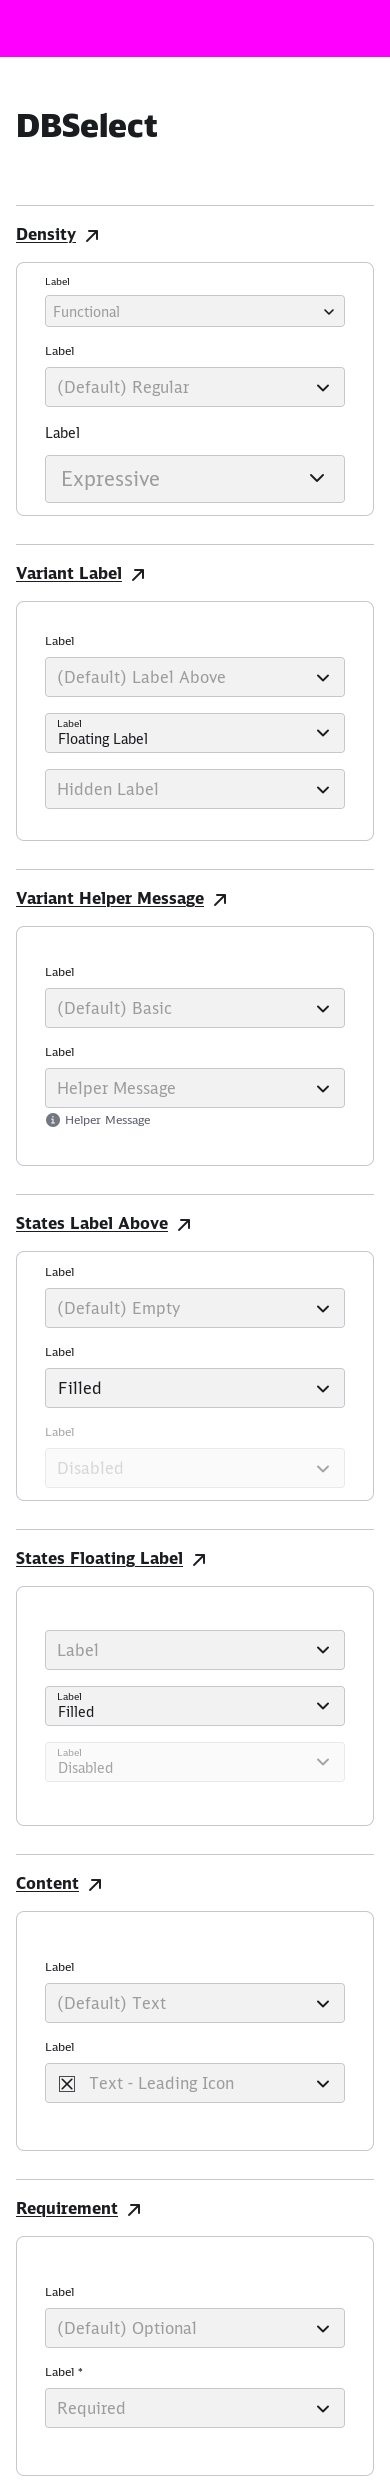 DBSelect
Density
Label
Functional
Label
(Default) Regular
Label
Expressive
Variant Label
Label
(Default) Label Above
Label
Floating Label
Hidden Label
Variant Helper Message
Label
(Default) Basic
Label
Helper Message
Helper Message
States Label Above
Label
(Default) Empty
Label
Filled
Label
Disabled
States Floating Label
Label
Label
Filled
Label
Disabled
Content
Label
(Default) Text
Label
Text - Leading Icon
Requirement
Label
(Default) Optional
Label *
Required